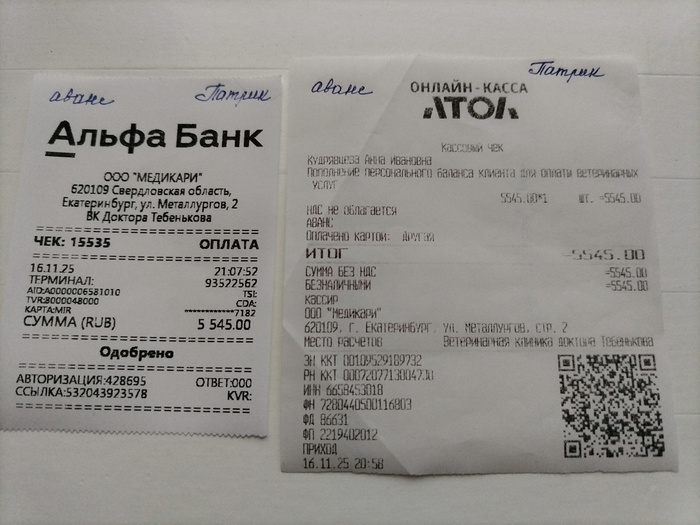 аванс Патрик
Альфа Банк
ООО "МЕДИКАРИ"
620109 Свердловская область,
Екатеринбург, ул. Металлургов, 2
ВК Доктора Тебенькова
ЧЕК: 15535 ОПЛАТА
16.11.25 21:07:52
ТЕРМИНАЛ: 93522562
AID:A0000006581010 TSI:
TVR:8000048000 CDA:
КАРТА:MIR ************7182
СУММА (RUB) 5 545.00
Одобрено
АВТОРИЗАЦИЯ:428695 ОТВЕТ:000
ССЫЛКА:532043923578 KVR:
аванс Патрик
ОНЛАЙН-КАССА
АТОЛ
КАССОВЫЙ ЧЕК
Кудрявцева Анна Ивановна
Пополнение персонального баланса клиента для оплаты ветеринарных
услуг
5545.00*1 шт. =5545.00
НДС не облагается
АВАНС
Оплачено картой: Другая
ИТОГ =5545.00
СУММА БЕЗ НДС =5545.00
БЕЗНАЛИЧНЫМИ =5545.00
КАССИР
ООО "Медикари"
620109, г. Екатеринбург, Ул. Металлургов, стр. 2
Место расчетов Ветеринарная клиника доктора Тебенькова
ЗН ККТ 00109529189732
РН ККТ 0007207713004730
ИНН 6658453018
ФН 7280440500116803
ФД 86631
ФП 2219402012
ПРИХОД
16.11.25 20:58